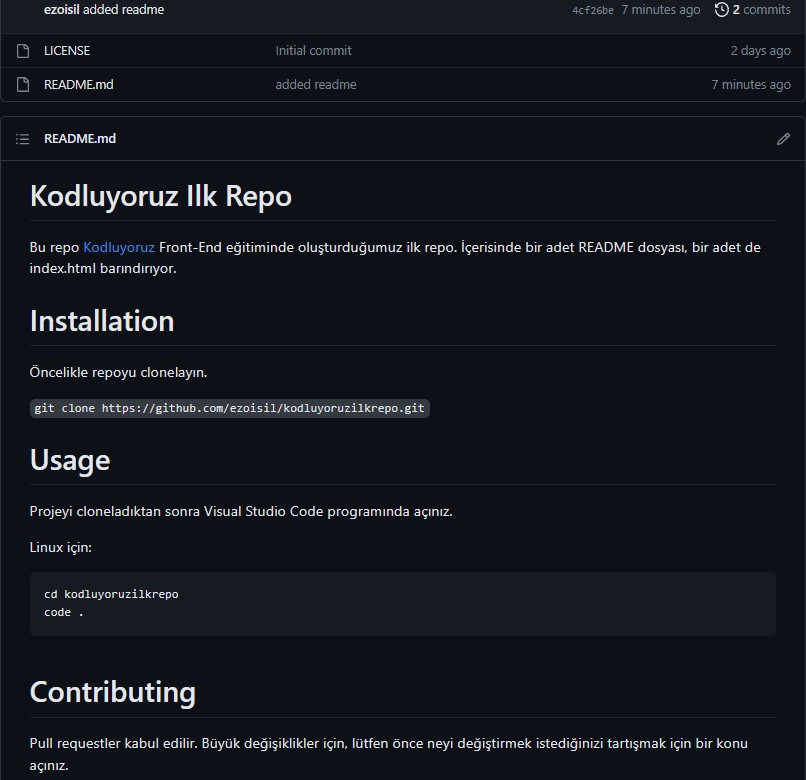 ezoisil added readme 4cf26be 7 minutes ago 2 commits
LICENSE Initial commit 2 days ago
README.md added readme 7 minutes ago
README.md
Kodluyoruz Ilk Repo
Bu repo Kodluyoruz Front-End eğitiminde oluşturduğumuz ilk repo. İçerisinde bir adet README dosyası, bir adet de
index.html barındırıyor.
Installation
Öncelikle repoyu clonelayın.
git clone https://github.com/ezoisil/kodluyoruzilkrepo.git
Usage
Projeyi cloneladıktan sonra Visual Studio Code programında açınız.
Linux için:
cd kodluyoruzilkrepo
code .
Contributing
Pull requestler kabul edilir. Büyük değişiklikler için, lütfen önce neyi değiştirmek istediğinizi tartışmak için bir konu
açınız.